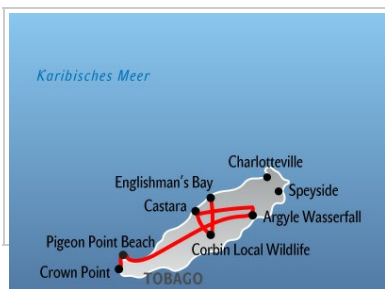 Karibisches Meer
Charlotteville
Englishman's Bay
Speyside
Castara
Argyle Wasserfall
Pigeon Point Beach
Corbin Local Wildlife
Crown Point
TOBAGO